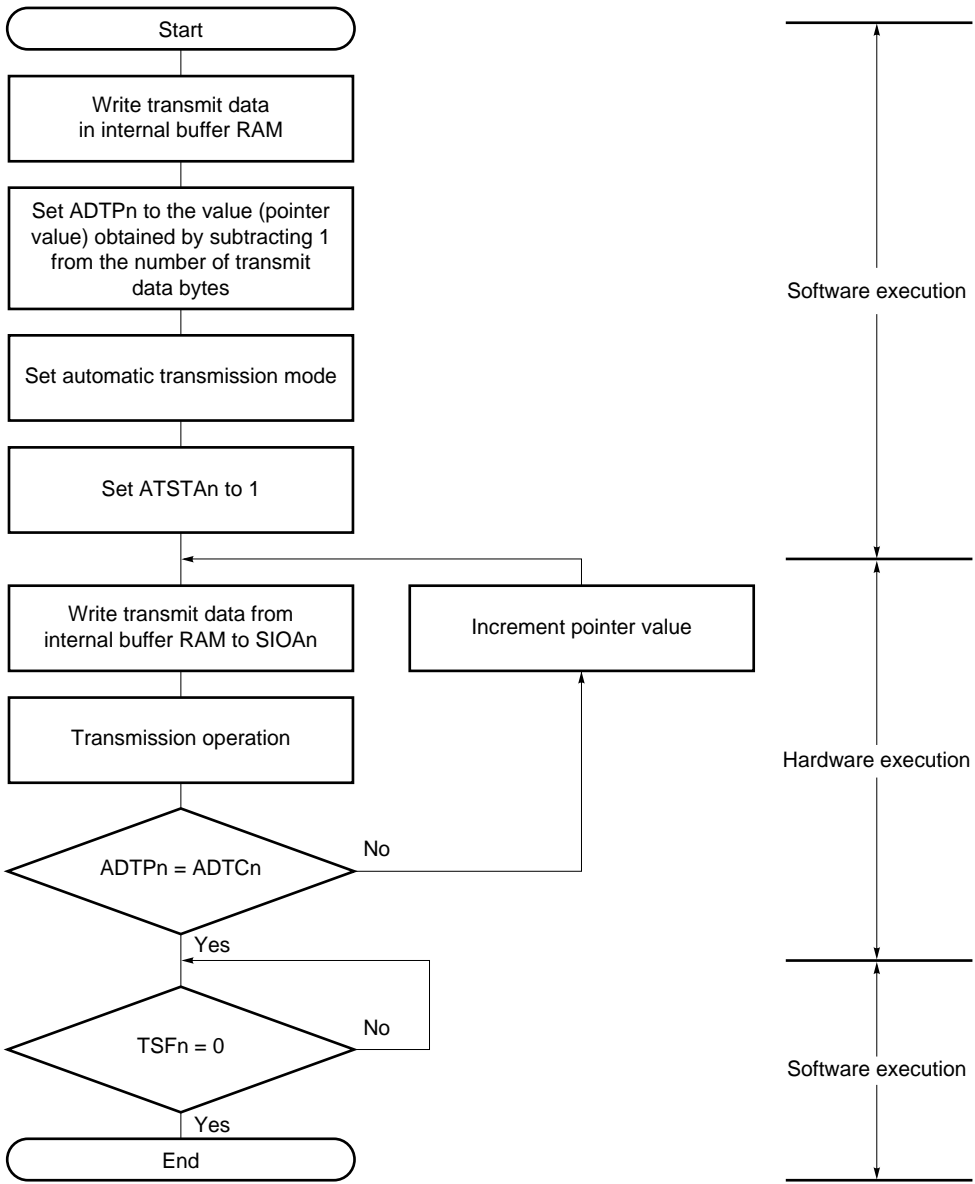 Start
Write transmit data
in internal buffer RAM
Set ADTPn to the value (pointer
value) obtained by subtracting 1
from the number of transmit
data bytes
Software execution
Set automatic transmission mode
Set ATSTAn to 1
Write transmit data from
internal buffer RAM to SIOAn
Increment pointer value
Transmission operation
Hardware execution
ADTPn = ADTCn
No
Yes
TSFn = 0
No
Software execution
Yes
End